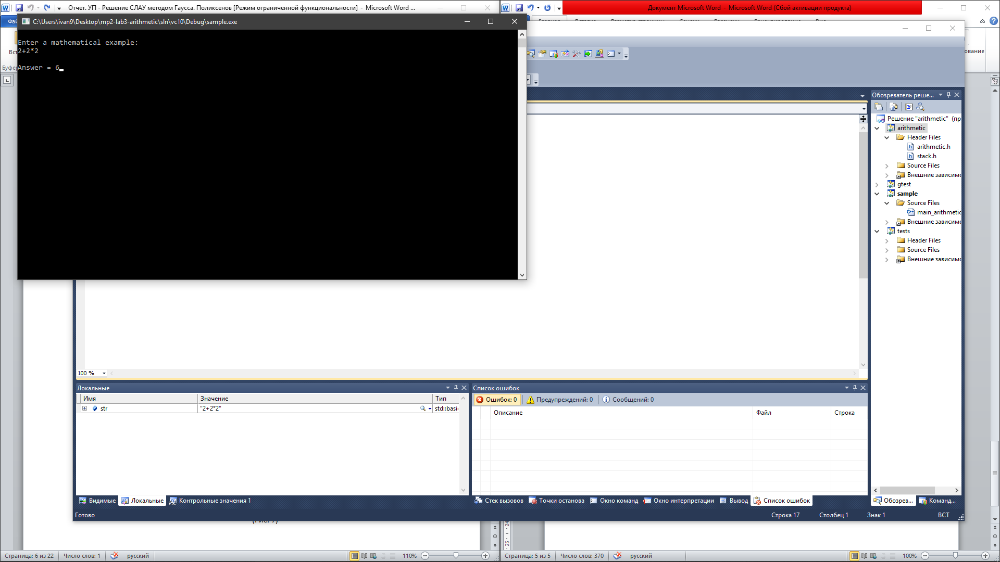 Отчет. УП - Решение СЛАУ методом Гаусса. Поликсенов [Режим ограниченной функциональности] - Microsoft Word ...
Документ Microsoft Word - Microsoft Word (Сбой активации продукта)
C:\Users\ivan9\Desktop\mp2-lab3-arithmetic\sln\vc10\Debug\sample.exe
Enter a mathematical example:
2+2*2
Answer = 6
Обозреватель реше...
Решение "arithmetic" (пр
arithmetic
Header Files
arithmetic.h
stack.h
Source Files
Внешние зависимо
gtest
sample
Source Files
main_arithmetic
Внешние зависимо
tests
Header Files
Source Files
Внешние зависимо
100 %
Локальные
Имя Значение Тип
str "2+2*2" std::basi
Видимые Локальные Контрольные значения 1
Список ошибок
Ошибок: 0 Предупреждений: 0 Сообщений: 0
Описание Файл Строка
Стек вызовов Точки останова Окно команд Окно интерпретации Вывод Список ошибок
Обозрев... Команд...
Готово Строка 17 Столбец 1 Знак 1 ВСТ
Страница: 6 из 22 Число слов: 1 русский 110%
Страница: 5 из 5 Число слов: 370 русский 100%